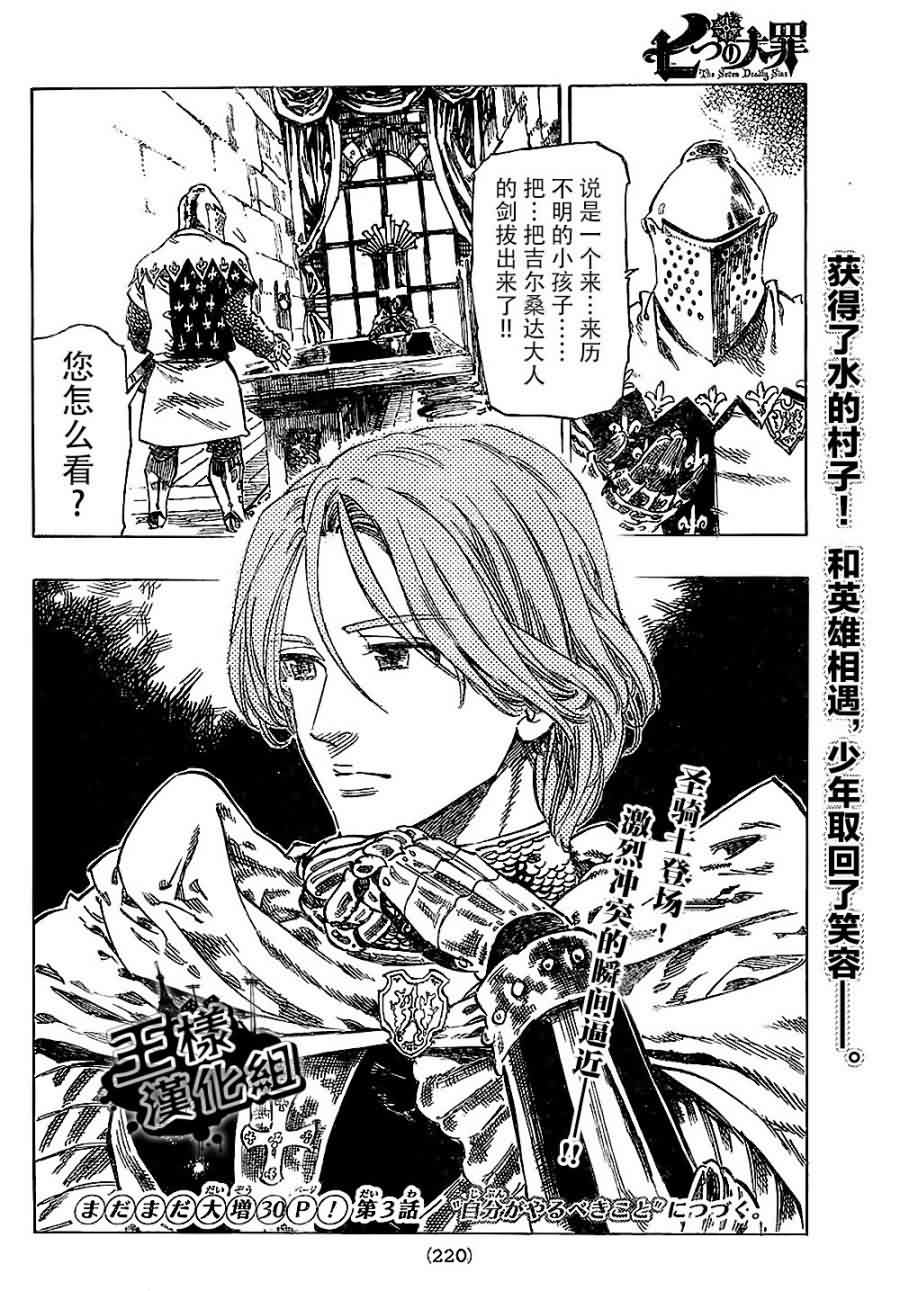 七つの大罪
The Seven Deadly Sins
说是一个来…来历
不明的小孩子……
把…把吉尔桑达大人
的剑拔出来了!!
您怎么看?
获得了水的村子! 和英雄相遇,少年取回了笑容——。
圣骑士登场!
激烈冲突的瞬间逼近——!!
王樣
漢化組
まだまだ大増30P! 第3話/"自分がやるべきこと"につづく。
(220)